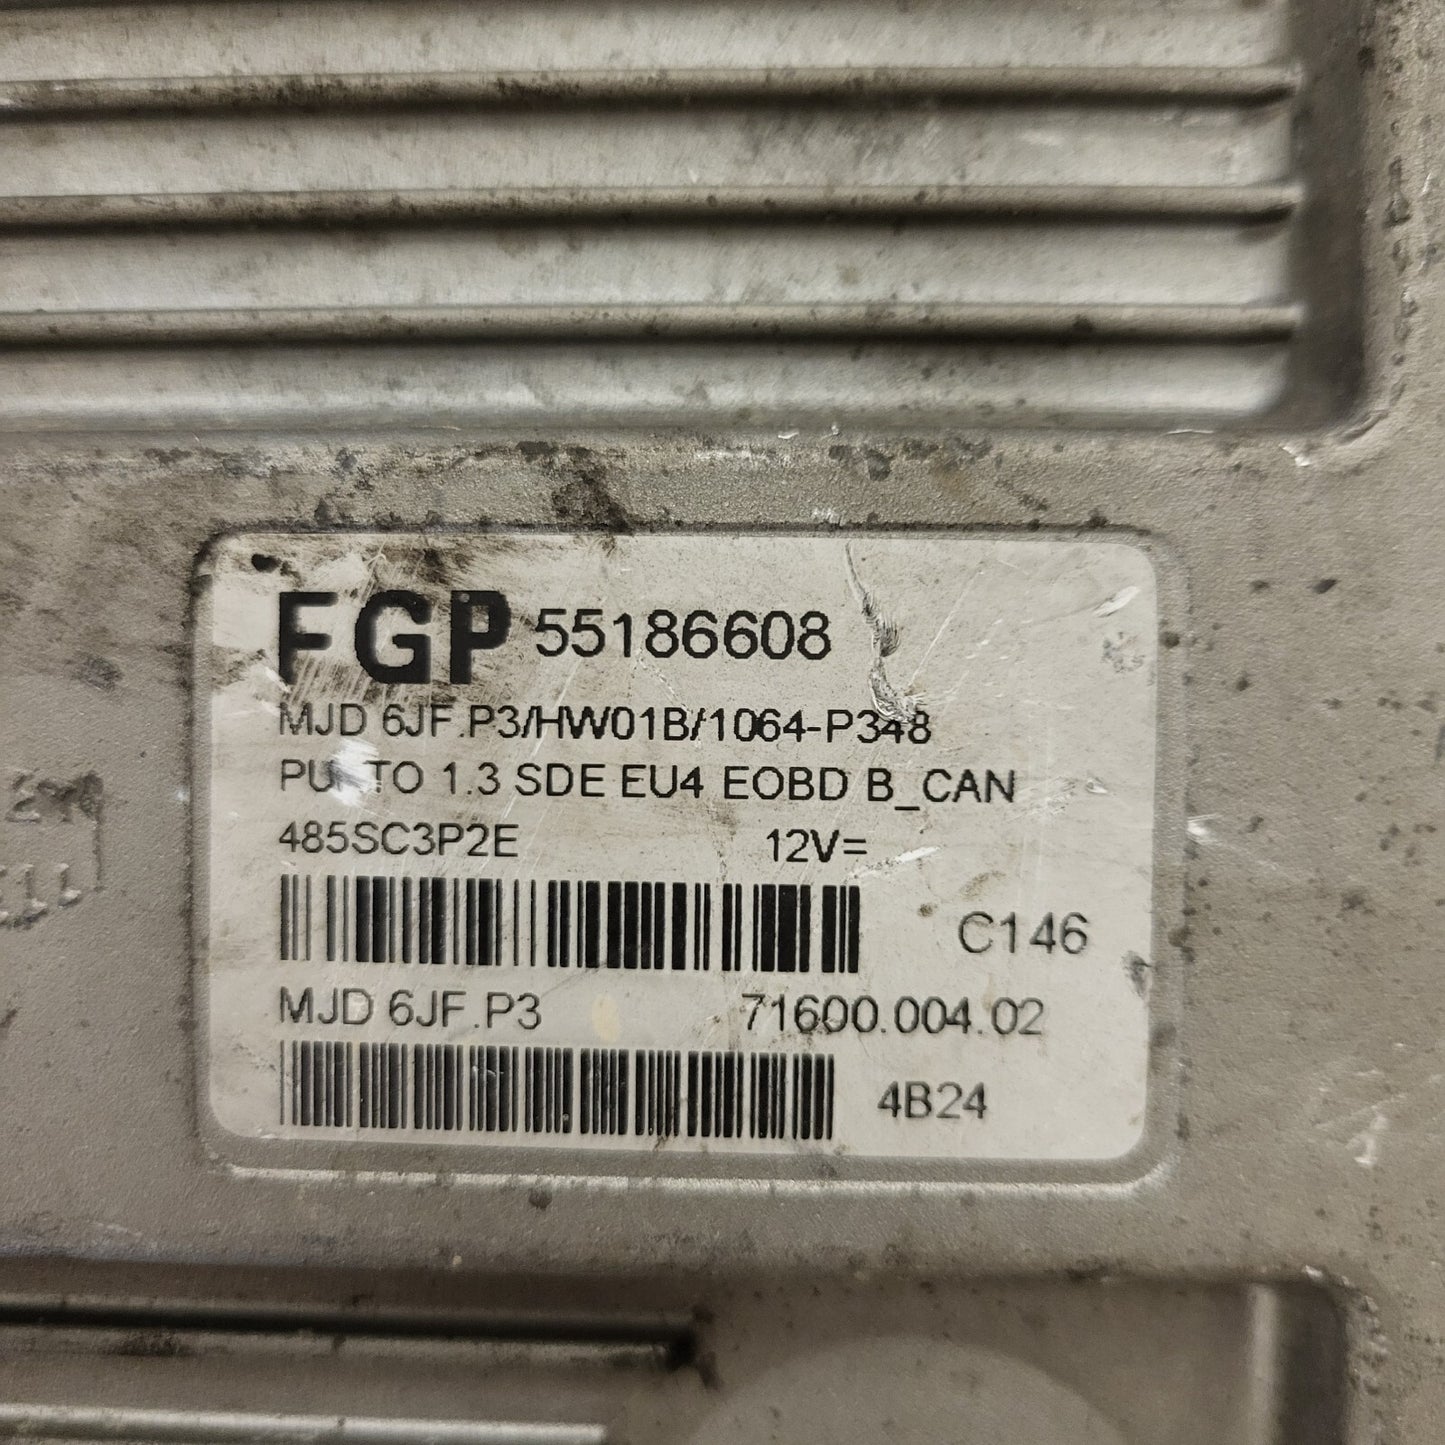 FGP 55186608
MJD 6JF.P3/HW01B/1064-P348
PUNTO 1.3 SDE EU4 EOBD B_CAN
485SC3P2E 12V=
C146
MJD 6JF.P3 71600.004.02
4B24